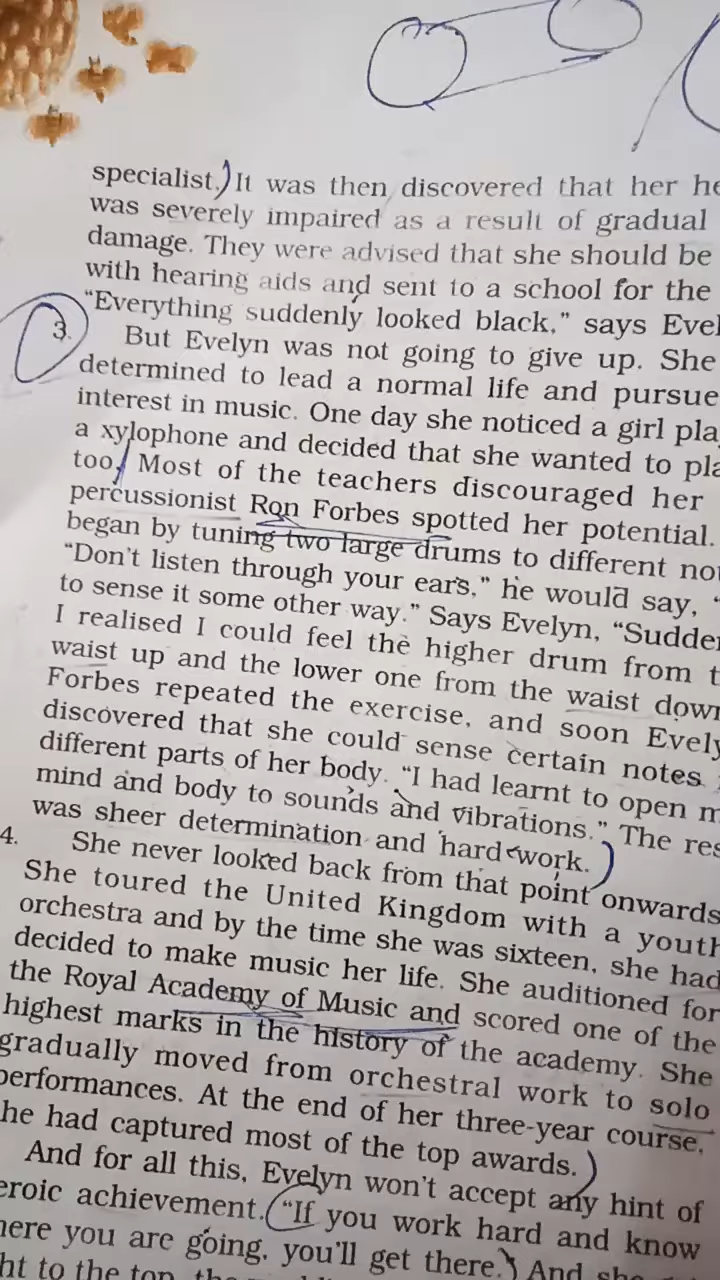 specialist. It was then discovered that her
was severely impaired as a result of gradual
damage. They were advised that she should be
with hearing aids and sent to a school for the
“Everything suddenly looked black,” says
3. But Evelyn was not going to give up. She
determined to lead a normal life and pursue
interest in music. One day she noticed a girl
a xylophone and decided that she wanted to
too. Most of the teachers discouraged her
percussionist Ron Forbes spotted her potential.
began by tuning two large drums to different
“Don't listen through your ears,” he would say,
to sense it some other way.” Says Evelyn,
I realised I could feel the higher drum from
waist up and the lower one from the waist
Forbes repeated the exercise, and soon
discovered that she could sense certain notes
different parts of her body. “I had learnt to open
mind and body to sounds and vibrations.” The
was sheer determination and hard work.
4. She never looked back from that point onwards
She toured the United Kingdom with a youth
orchestra and by the time she was sixteen, she had
decided to make music her life. She auditioned for
the Royal Academy of Music and scored one of the
highest marks in the history of the academy. She
gradually moved from orchestral work to solo
performances. At the end of her three-year course,
he had captured most of the top awards.
And for all this, Evelyn won't accept any hint of
eroic achievement. “If you work hard and know
here you are going, you'll get there.” And
to the top,